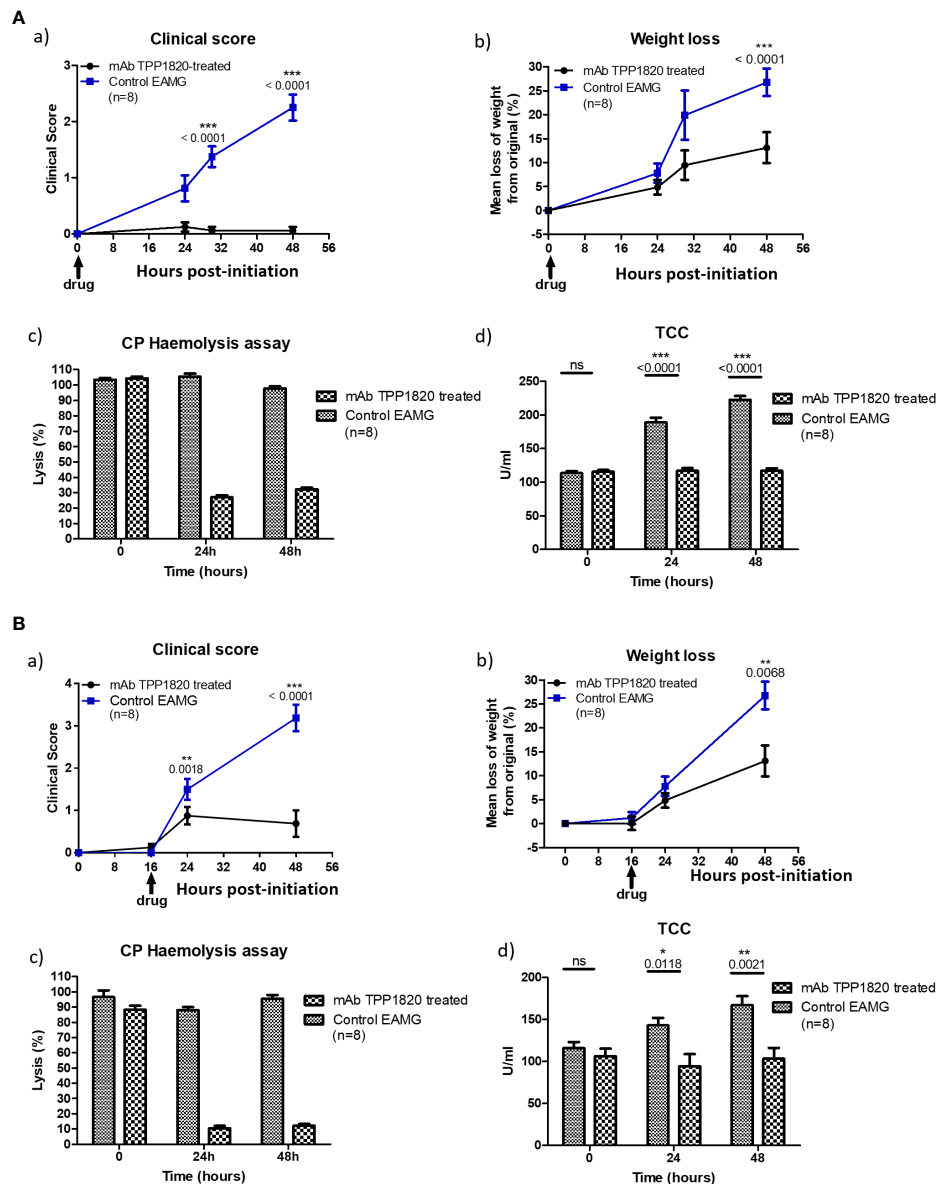 A
a)
Clinical score
mAb TPP1820-treated
Control EAMG
(n=8)
***
< 0.0001
***
< 0.0001
Clinical Score
3
2
1
0
0 8 16 24 32 40 48 56
Hours post-initiation
drug
b)
Weight loss
***
< 0.0001
mAb TPP1820 treated
Control EAMG
(n=8)
Mean loss of weight
from original (%)
30
25
20
15
10
5
0
-5
0 8 16 24 32 40 48 56
Hours post-initiation
drug
c)
CP Haemolysis assay
110
100
90
80
70
60
50
40
30
20
10
0
Lysis (%)
mAb TPP1820 treated
Control EAMG
(n=8)
0 24h 48h
Time (hours)
d)
TCC
ns
***
<0.0001
***
<0.0001
250
200
150
100
50
0
U/ml
mAb TPP1820 treated
Control EAMG
(n=8)
0 24 48
Time (hours)
B
a)
Clinical score
mAb TPP1820 treated
Control EAMG
(n=8)
***
< 0.0001
**
0.0018
Clinical Score
4
3
2
1
0
0 8 16 24 32 40 48 56
Hours post-initiation
drug
b)
Weight loss
**
0.0068
mAb TPP1820 treated
Control EAMG
(n=8)
Mean loss of weight
from original (%)
30
25
20
15
10
5
0
-5
0 8 16 24 32 40 48 56
Hours post-initiation
drug
c)
CP Haemolysis assay
110
100
90
80
70
60
50
40
30
20
10
0
Lysis (%)
mAb TPP1820 treated
Control EAMG
(n=8)
0 24h 48h
Time (hours)
d)
TCC
ns
*
0.0118
**
0.0021
200
150
100
50
0
U/ml
mAb TPP1820 treated
Control EAMG
(n=8)
0 24 48
Time (hours)